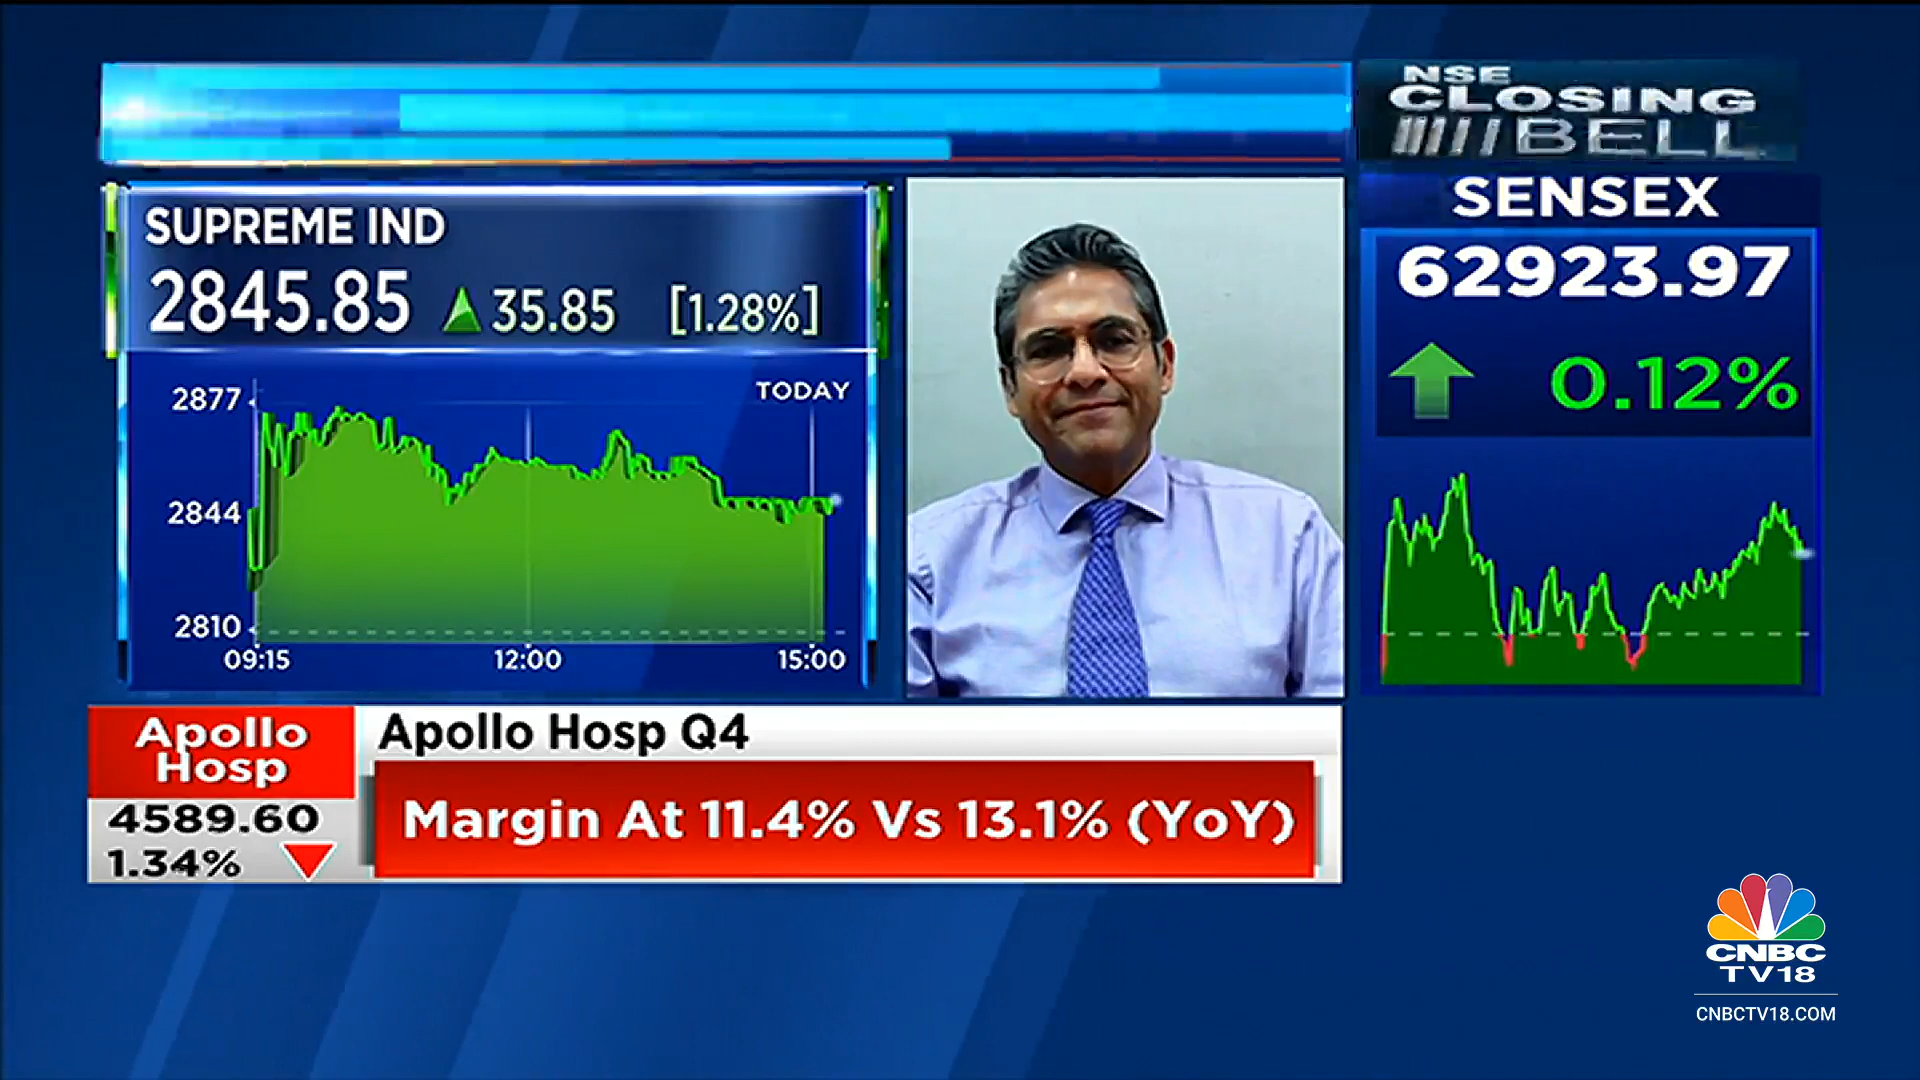 NSE
CLOSING
BELL
SUPREME IND
2845.85 ▲ 35.85 [1.28%]
TODAY
2877
2844
2810
09:15 12:00 15:00
SENSEX
62923.97
0.12%
Apollo
Hosp
4589.60
1.34%
Apollo Hosp Q4
Margin At 11.4% Vs 13.1% (YoY)
CNBC
TV18
CNBCTV18.COM